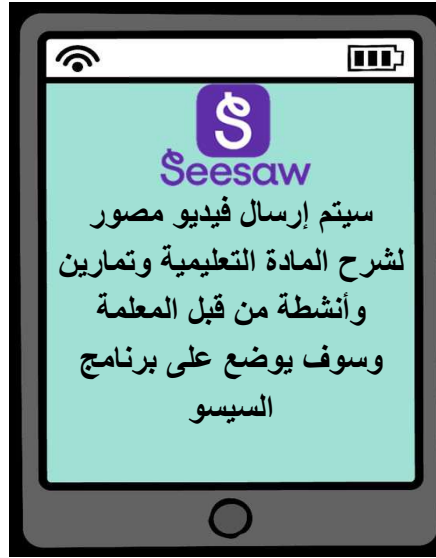 Seesaw
سيتم إرسال فيديو مصور
لشرح المادة التعليمية وتمارين
وأنشطة من قبل المعلمة
وسوف يوضع على برنامج
السيسو